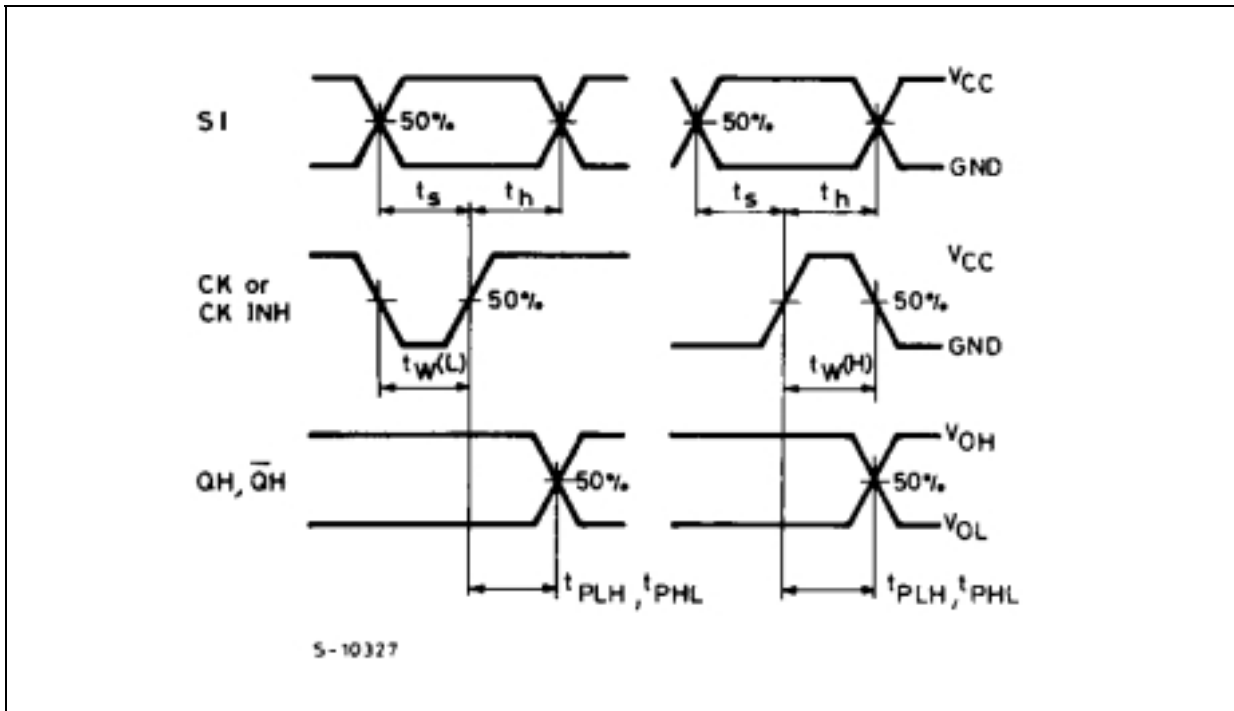 SI
50%
50%
VCC
GND
ts
th
ts
th
CK or
CK INH
50%
VCC
50%
GND
tW(L)
tW(H)
QH, Q̅H
50%
VOH
50%
VOL
tPLH, tPHL
tPLH, tPHL
S-10327